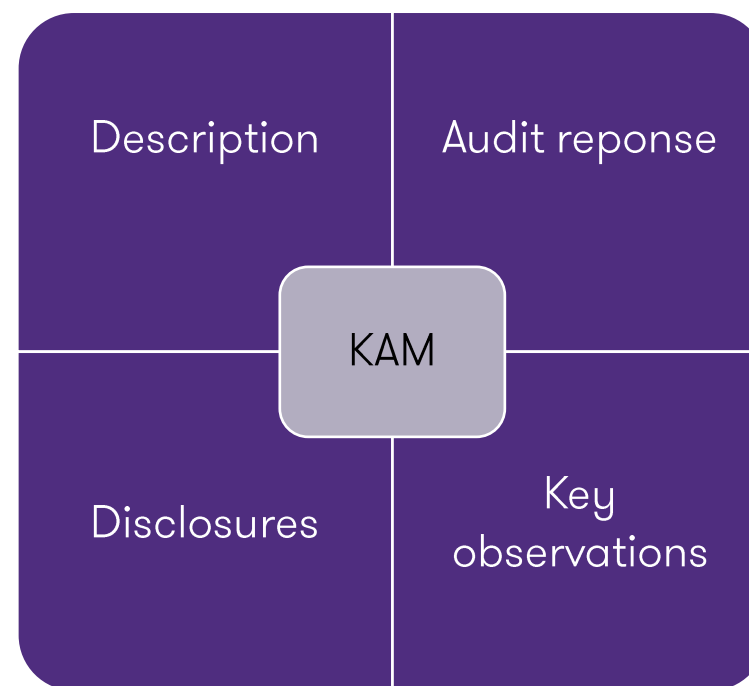 Description
Audit reponse
KAM
Disclosures
Key
observations